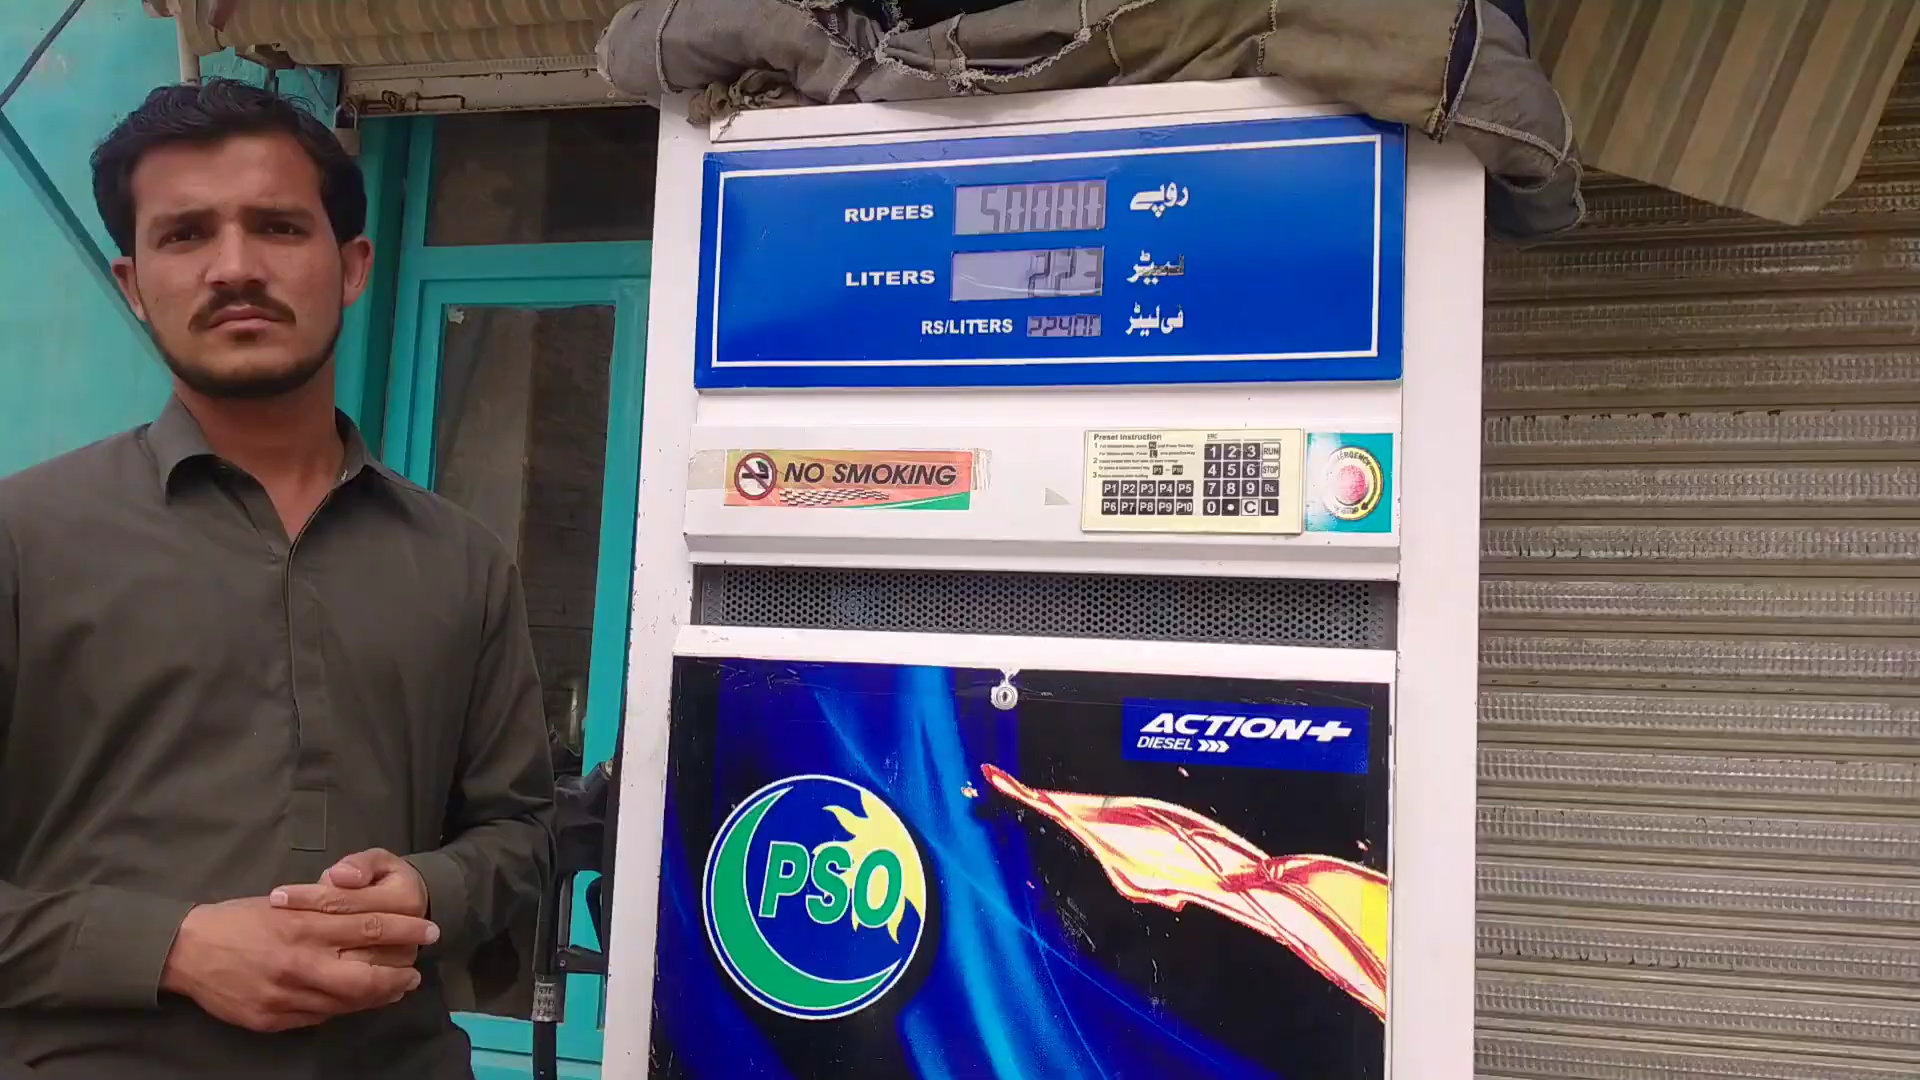 RUPEES 50000 روپے
LITERS 223 لیٹر
RS/LITERS فی لیٹر
NO SMOKING
Preset Instruction
1 2 3 RUN
4 5 6 STOP
P1 P2 P3 P4 P5 7 8 9 Rs.
P6 P7 P8 P9 P10 0 • C L
EMERGENCY
ACTION+
DIESEL
PSO